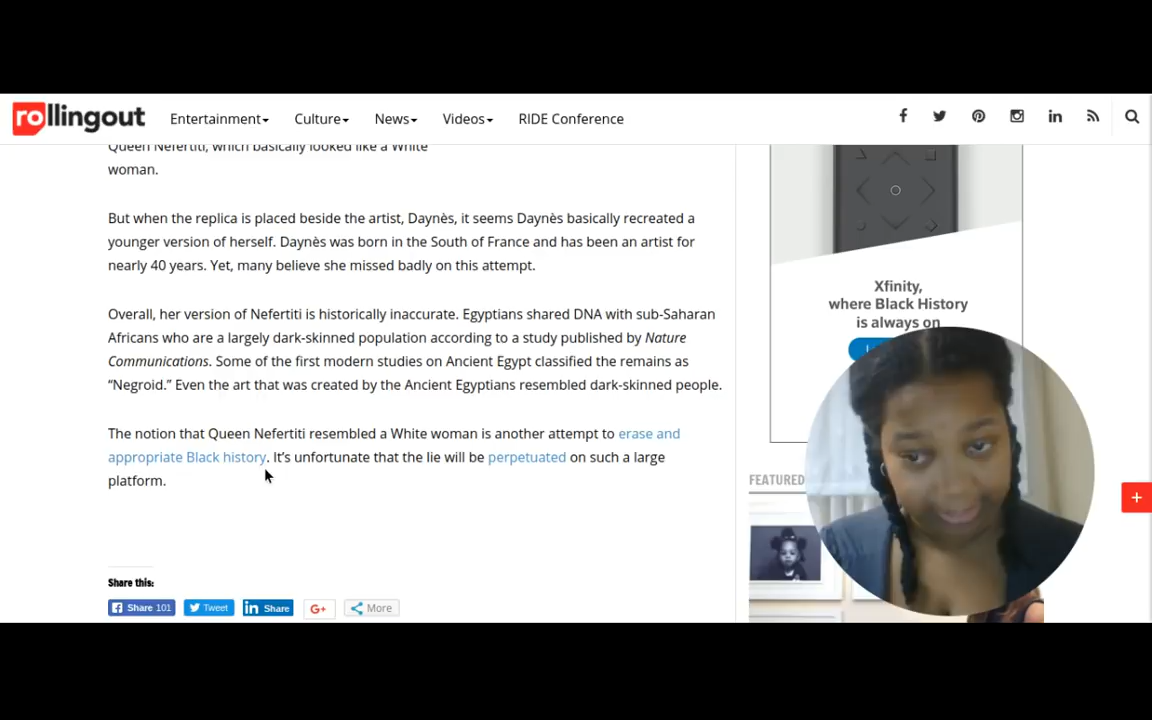 rollingout
Entertainment
Culture
News
Videos
RIDE Conference
Queen Nefertiti, which basically looked like a White
woman.
But when the replica is placed beside the artist, Daynès, it seems Daynès basically recreated a
younger version of herself. Daynès was born in the South of France and has been an artist for
nearly 40 years. Yet, many believe she missed badly on this attempt.
Overall, her version of Nefertiti is historically inaccurate. Egyptians shared DNA with sub-Saharan
Africans who are a largely dark-skinned population according to a study published by Nature
Communications. Some of the first modern studies on Ancient Egypt classified the remains as
“Negroid.” Even the art that was created by the Ancient Egyptians resembled dark-skinned people.
The notion that Queen Nefertiti resembled a White woman is another attempt to erase and
appropriate Black history. It’s unfortunate that the lie will be perpetuated on such a large
platform.
Share this:
Share 101
Tweet
Share
G+
More
Xfinity,
where Black History
is always on
FEATURED